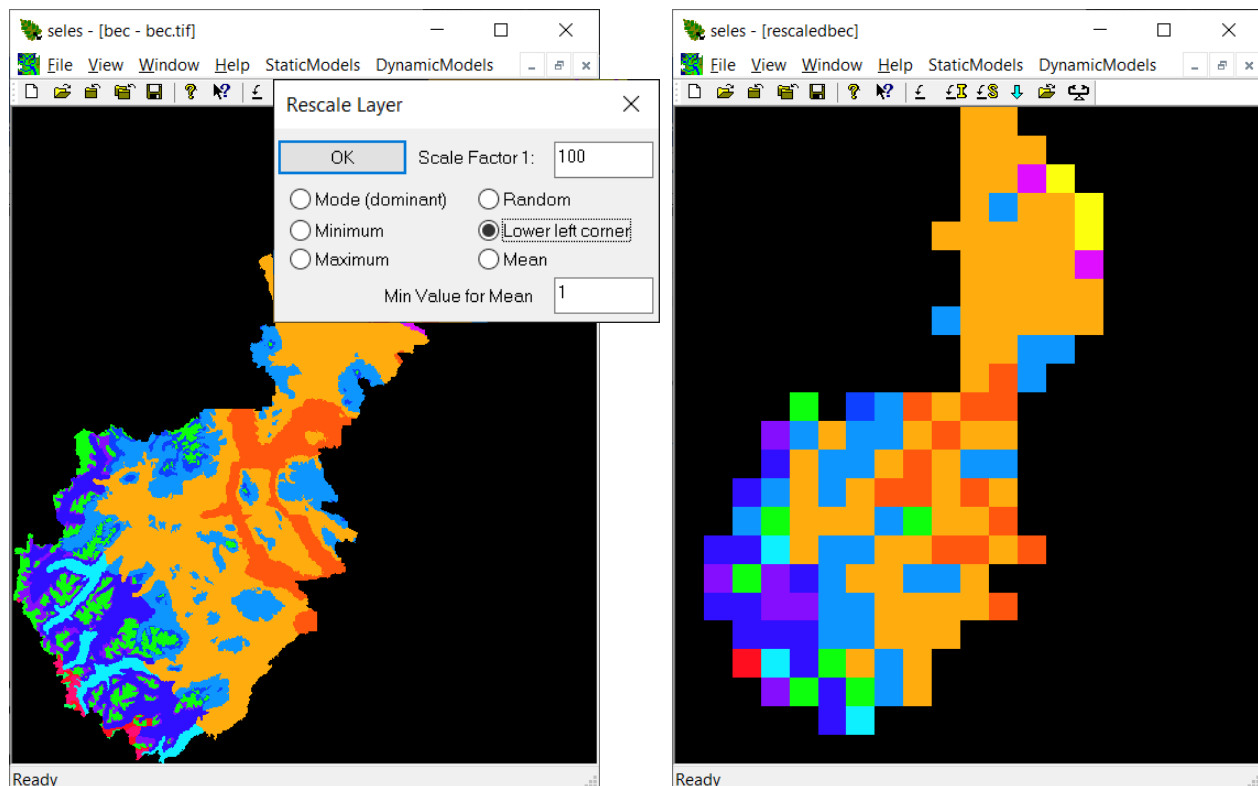 seles - [bec - bec.tif]
File View Window Help StaticModels DynamicModels
Rescale Layer
OK Scale Factor 1: 100
Mode (dominant) Random
Minimum Lower left corner
Maximum Mean
Min Value for Mean 1
Ready
seles - [rescaledbec]
File View Window Help StaticModels DynamicModels
Ready